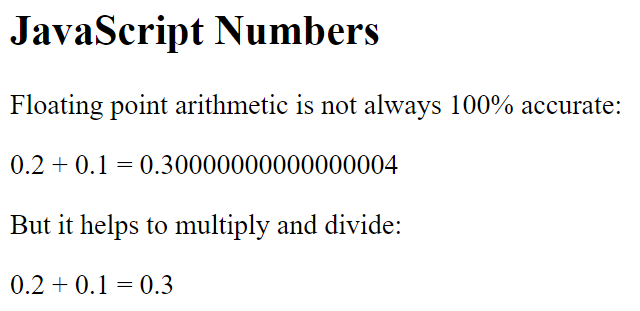 JavaScript Numbers
Floating point arithmetic is not always 100% accurate:
0.2 + 0.1 = 0.30000000000000004
But it helps to multiply and divide:
0.2 + 0.1 = 0.3